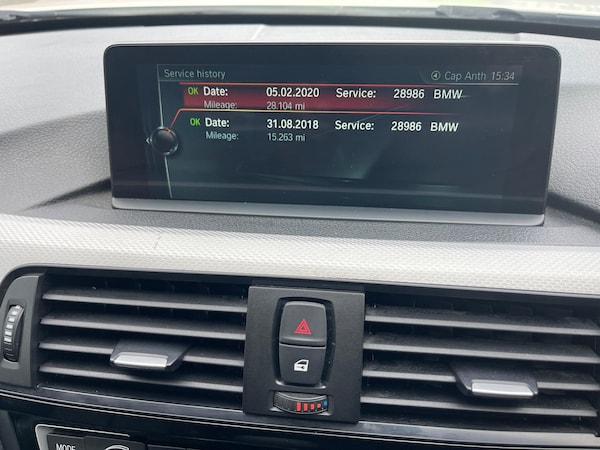 Service history Cap Anth 15:34
OK Date: 05.02.2020 Service: 28986 BMW
Mileage: 28.104 mi
OK Date: 31.08.2018 Service: 28986 BMW
Mileage: 15.263 mi
MODE